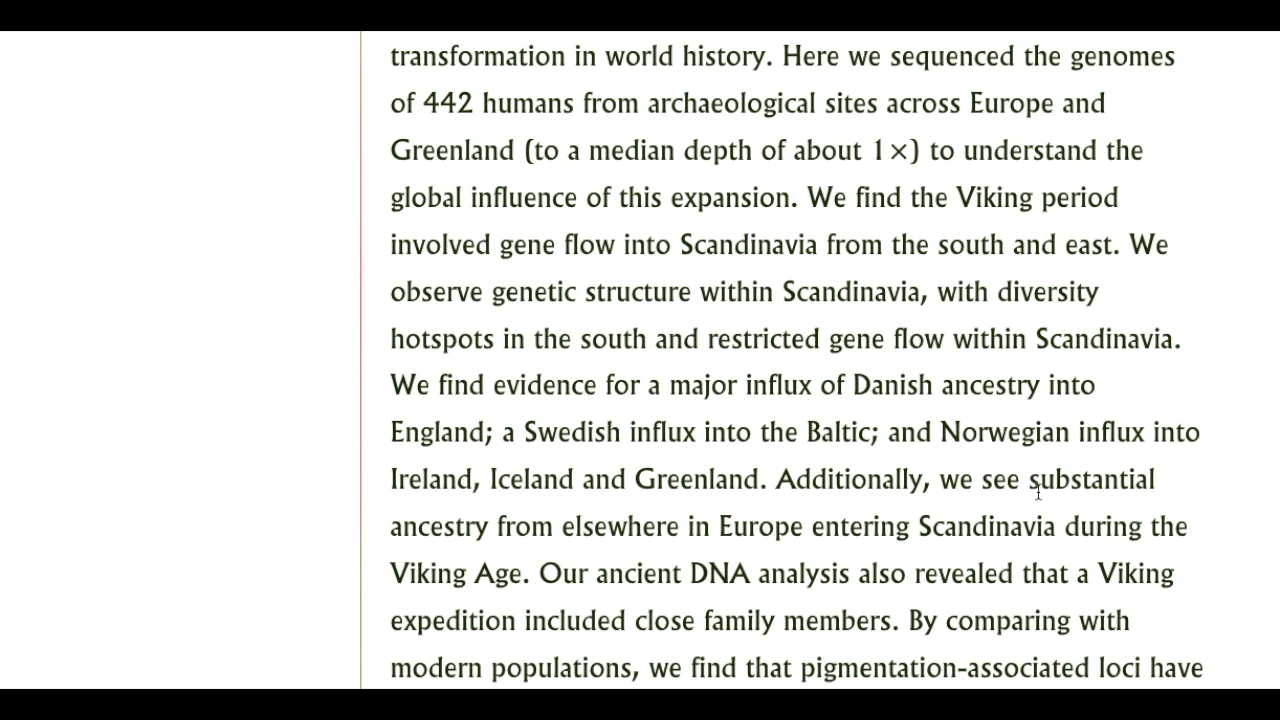 transformation in world history. Here we sequenced the genomes
of 442 humans from archaeological sites across Europe and
Greenland (to a median depth of about 1×) to understand the
global influence of this expansion. We find the Viking period
involved gene flow into Scandinavia from the south and east. We
observe genetic structure within Scandinavia, with diversity
hotspots in the south and restricted gene flow within Scandinavia.
We find evidence for a major influx of Danish ancestry into
England; a Swedish influx into the Baltic; and Norwegian influx into
Ireland, Iceland and Greenland. Additionally, we see substantial
ancestry from elsewhere in Europe entering Scandinavia during the
Viking Age. Our ancient DNA analysis also revealed that a Viking
expedition included close family members. By comparing with
modern populations, we find that pigmentation-associated loci have